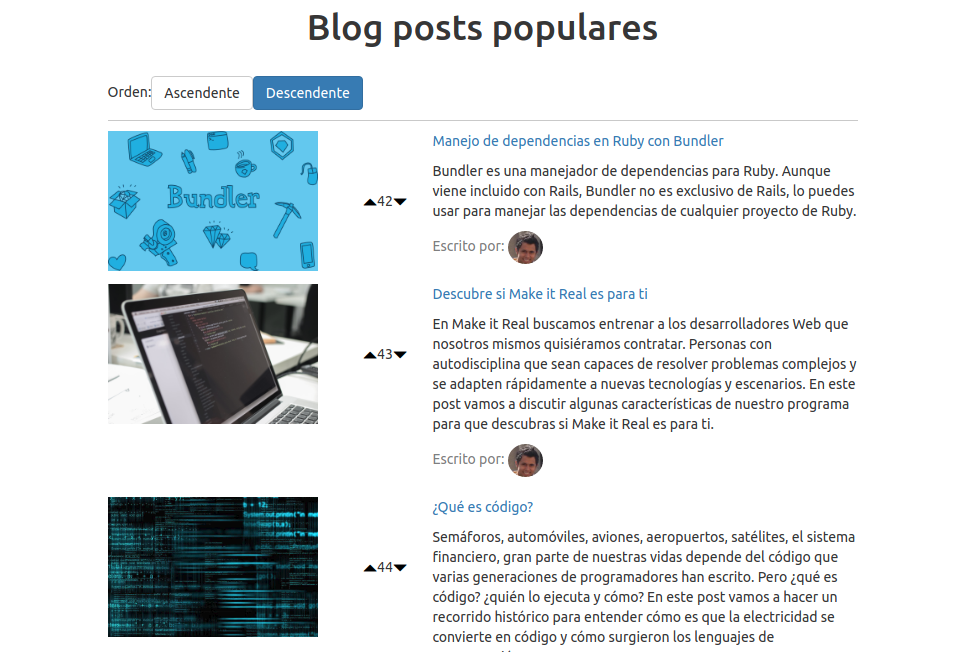 Blog posts populares
Orden: Ascendente Descendente
Bundler
Manejo de dependencias en Ruby con Bundler
Bundler es una manejador de dependencias para Ruby. Aunque
viene incluido con Rails, Bundler no es exclusivo de Rails, lo puedes
usar para manejar las dependencias de cualquier proyecto de Ruby.
42
Escrito por:
Descubre si Make it Real es para ti
En Make it Real buscamos entrenar a los desarrolladores Web que
nosotros mismos quisiéramos contratar. Personas con
autodisciplina que sean capaces de resolver problemas complejos y
se adapten rápidamente a nuevas tecnologías y escenarios. En este
post vamos a discutir algunas características de nuestro programa
para que descubras si Make it Real es para ti.
43
Escrito por:
¿Qué es código?
Semáforos, automóviles, aviones, aeropuertos, satélites, el sistema
financiero, gran parte de nuestras vidas depende del código que
varias generaciones de programadores han escrito. Pero ¿qué es
código? ¿quién lo ejecuta y cómo? En este post vamos a hacer un
recorrido histórico para entender cómo es que la electricidad se
convierte en código y cómo surgieron los lenguajes de
44